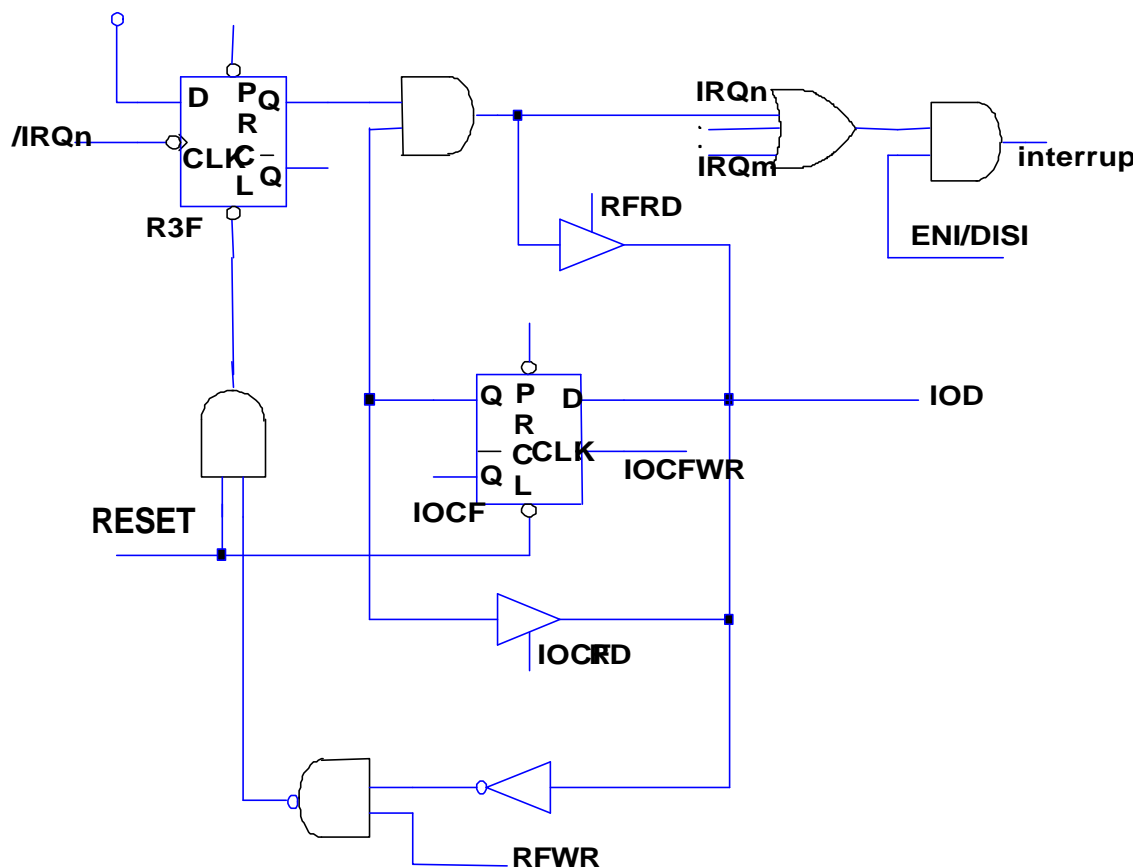 D
P
R
C
L
Q
/IRQn
CLK
Q
R3F
IRQn
:
IRQm
interrup
RFRD
ENI/DISI
Q
P
R
C
L
D
IOD
CLK
Q
IOCFWR
IOCF
RESET
IOCFRD
RFWR